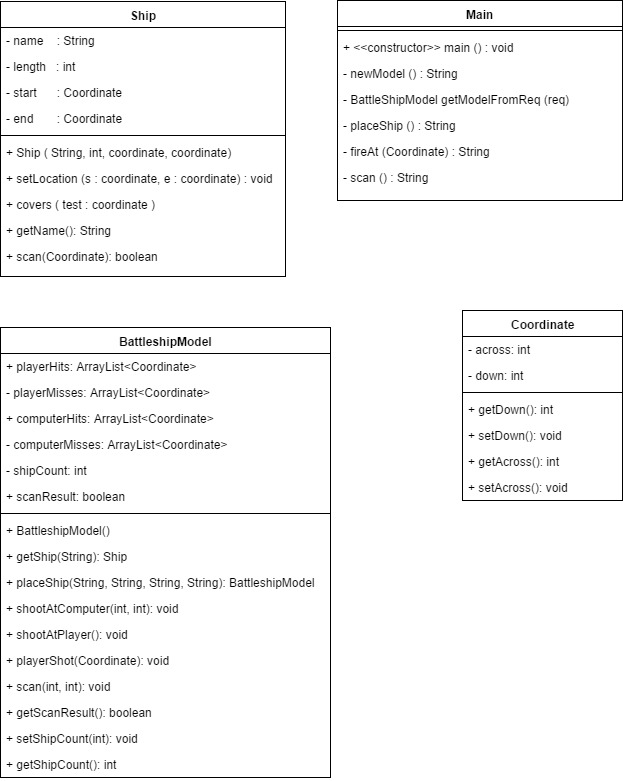 Ship
- name : String
- length : int
- start : Coordinate
- end : Coordinate
+ Ship ( String, int, coordinate, coordinate)
+ setLocation (s : coordinate, e : coordinate) : void
+ covers ( test : coordinate )
+ getName(): String
+ scan(Coordinate): boolean
Main
+ <<constructor>> main () : void
- newModel () : String
- BattleShipModel getModelFromReq (req)
- placeShip () : String
- fireAt (Coordinate) : String
- scan () : String
BattleshipModel
+ playerHits: ArrayList<Coordinate>
- playerMisses: ArrayList<Coordinate>
+ computerHits: ArrayList<Coordinate>
- computerMisses: ArrayList<Coordinate>
- shipCount: int
+ scanResult: boolean
+ BattleshipModel()
+ getShip(String): Ship
+ placeShip(String, String, String, String): BattleshipModel
+ shootAtComputer(int, int): void
+ shootAtPlayer(): void
+ playerShot(Coordinate): void
+ scan(int, int): void
+ getScanResult(): boolean
+ setShipCount(int): void
+ getShipCount(): int
Coordinate
- across: int
- down: int
+ getDown(): int
+ setDown(): void
+ getAcross(): int
+ setAcross(): void